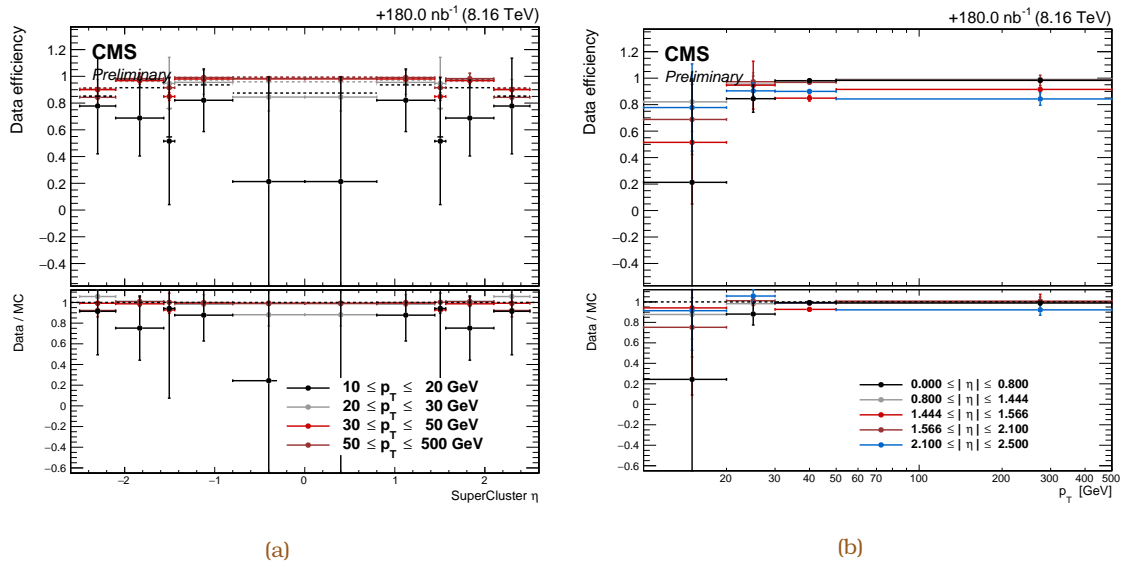 +180.0 nb⁻¹ (8.16 TeV)
CMS
Preliminary
Data efficiency
1.2
1
0.8
0.6
0.4
0.2
0
−0.2
−0.4
Data / MC
1
0.8
0.6
0.4
0.2
0
−0.2
−0.4
−0.6
10 ≤ p_T ≤ 20 GeV
20 ≤ p_T ≤ 30 GeV
30 ≤ p_T ≤ 50 GeV
50 ≤ p_T ≤ 500 GeV
−2 −1 0 1 2
SuperCluster η
(a)
+180.0 nb⁻¹ (8.16 TeV)
CMS
Preliminary
Data efficiency
1.2
1
0.8
0.6
0.4
0.2
0
−0.2
−0.4
Data / MC
1
0.8
0.6
0.4
0.2
0
−0.2
−0.4
−0.6
0.000 ≤ | η | ≤ 0.800
0.800 ≤ | η | ≤ 1.444
1.444 ≤ | η | ≤ 1.566
1.566 ≤ | η | ≤ 2.100
2.100 ≤ | η | ≤ 2.500
20 30 40 50 60 70 100 200 300 400 500
p_T [GeV]
(b)